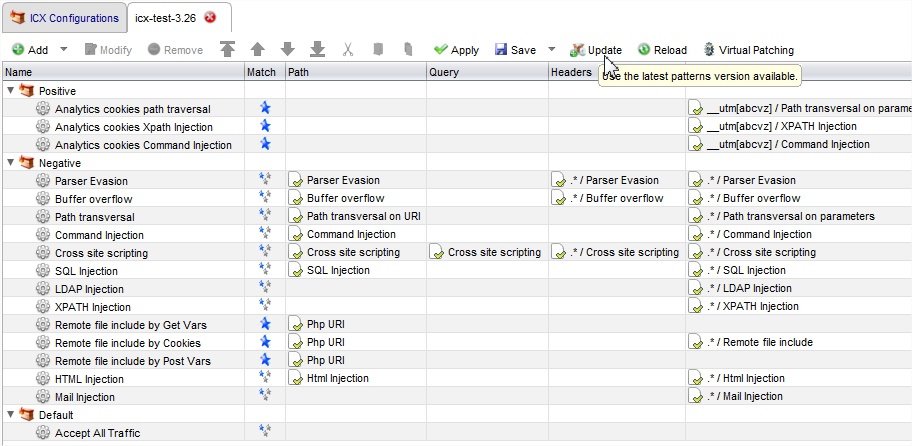 ICX Configurations icx-test-3.26
Add Modify Remove Apply Save Update Reload Virtual Patching
Name Match Path Query Headers
Use the latest patterns version available.
Positive
Analytics cookies path traversal __utm[abcvz] / Path transversal on parame
Analytics cookies Xpath Injection __utm[abcvz] / XPATH Injection
Analytics cookies Command Injection __utm[abcvz] / Command Injection
Negative
Parser Evasion Parser Evasion .* / Parser Evasion .* / Parser Evasion
Buffer overflow Buffer overflow .* / Buffer overflow .* / Buffer overflow
Path transversal Path transversal on URI .* / Path transversal on parameters
Command Injection Command Injection .* / Command Injection
Cross site scripting Cross site scripting Cross site scripting .* / Cross site scripting .* / Cross site scripting
SQL Injection SQL Injection .* / SQL Injection
LDAP Injection .* / LDAP Injection
XPATH Injection .* / XPATH Injection
Remote file include by Get Vars Php URI
Remote file include by Cookies Php URI .* / Remote file include
Remote file include by Post Vars Php URI
HTML Injection Html Injection .* / Html Injection
Mail Injection .* / Mail Injection
Default
Accept All Traffic